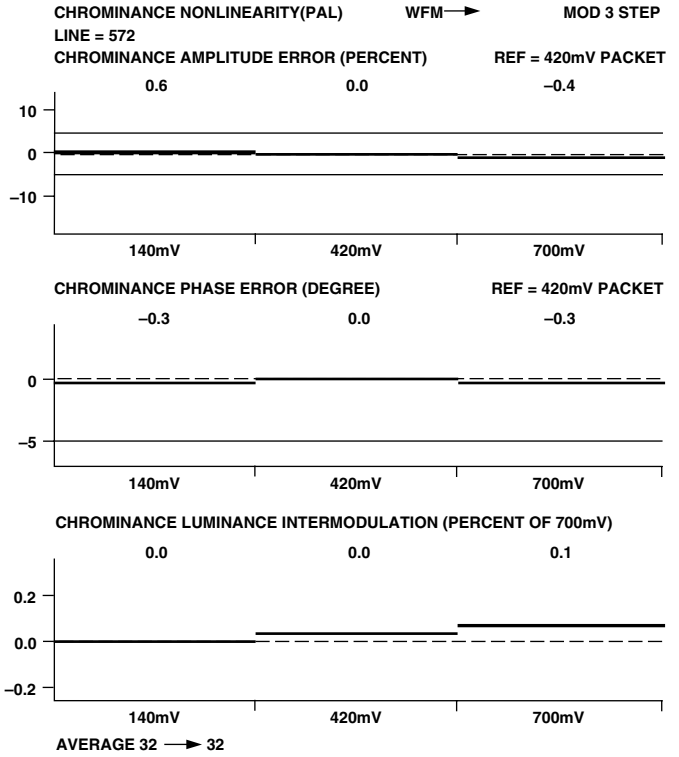 CHROMINANCE NONLINEARITY(PAL) WFM MOD 3 STEP
LINE = 572
CHROMINANCE AMPLITUDE ERROR (PERCENT) REF = 420mV PACKET
0.6 0.0 –0.4
10
0
–10
140mV 420mV 700mV
CHROMINANCE PHASE ERROR (DEGREE) REF = 420mV PACKET
–0.3 0.0 –0.3
0
–5
140mV 420mV 700mV
CHROMINANCE LUMINANCE INTERMODULATION (PERCENT OF 700mV)
0.0 0.0 0.1
0.2
0.0
–0.2
140mV 420mV 700mV
AVERAGE 32 32